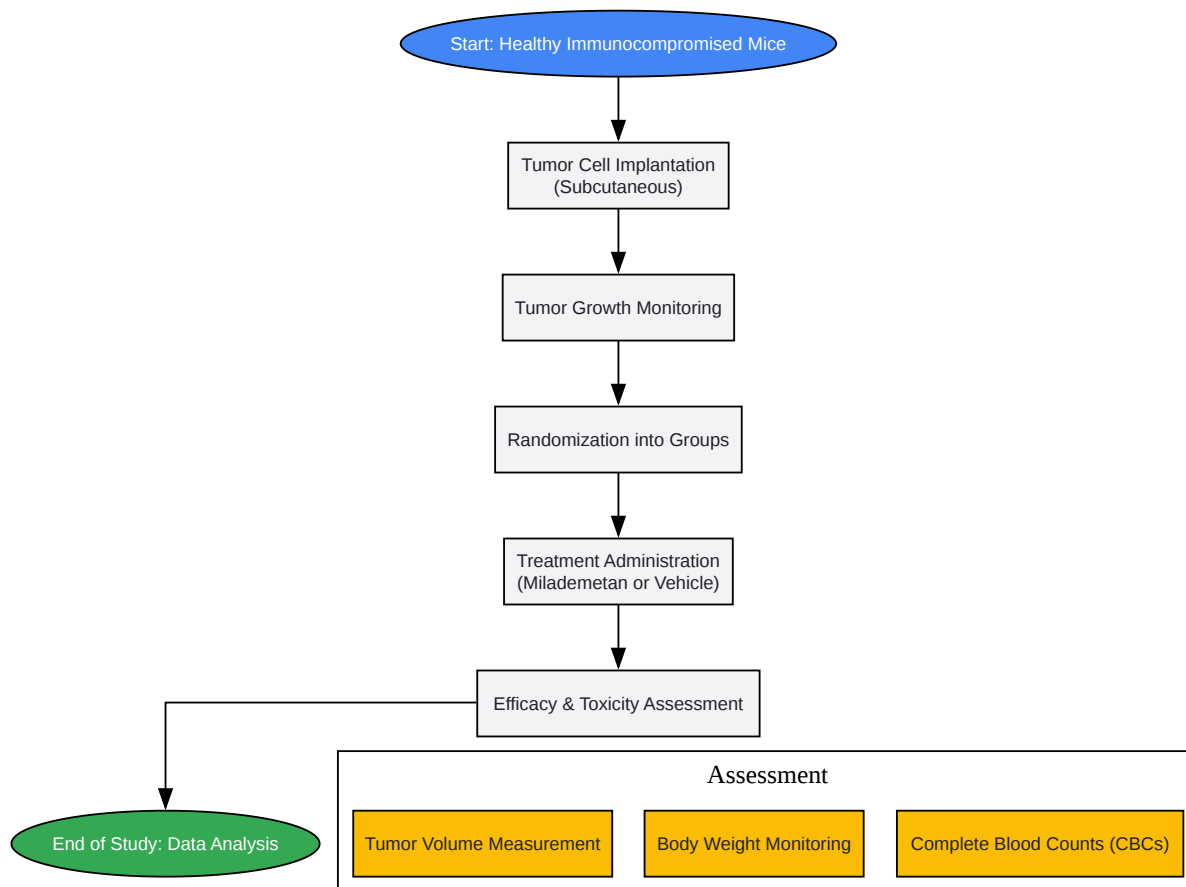 Start: Healthy Immunocompromised Mice
Tumor Cell Implantation
(Subcutaneous)
Tumor Growth Monitoring
Randomization into Groups
Treatment Administration
(Milademetan or Vehicle)
Efficacy & Toxicity Assessment
Assessment
End of Study: Data Analysis
Tumor Volume Measurement
Body Weight Monitoring
Complete Blood Counts (CBCs)